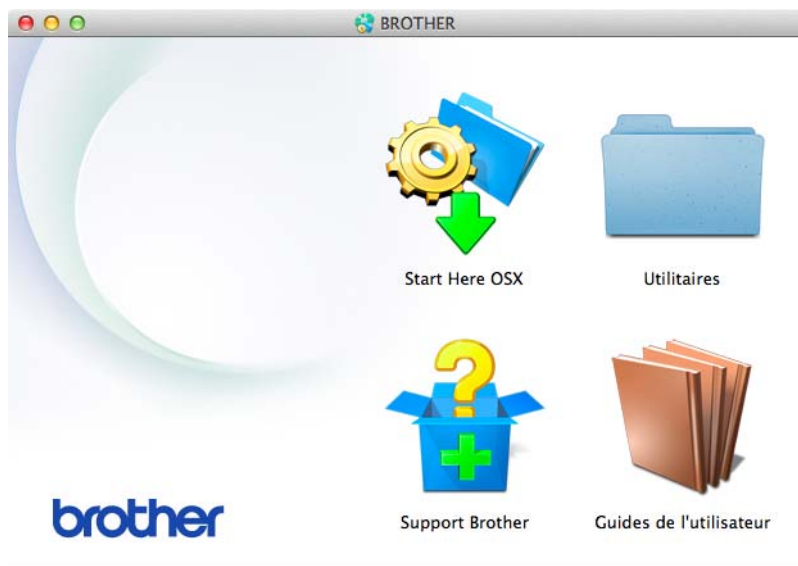 BROTHER
Start Here OSX
Utilitaires
Support Brother
Guides de l'utilisateur
brother